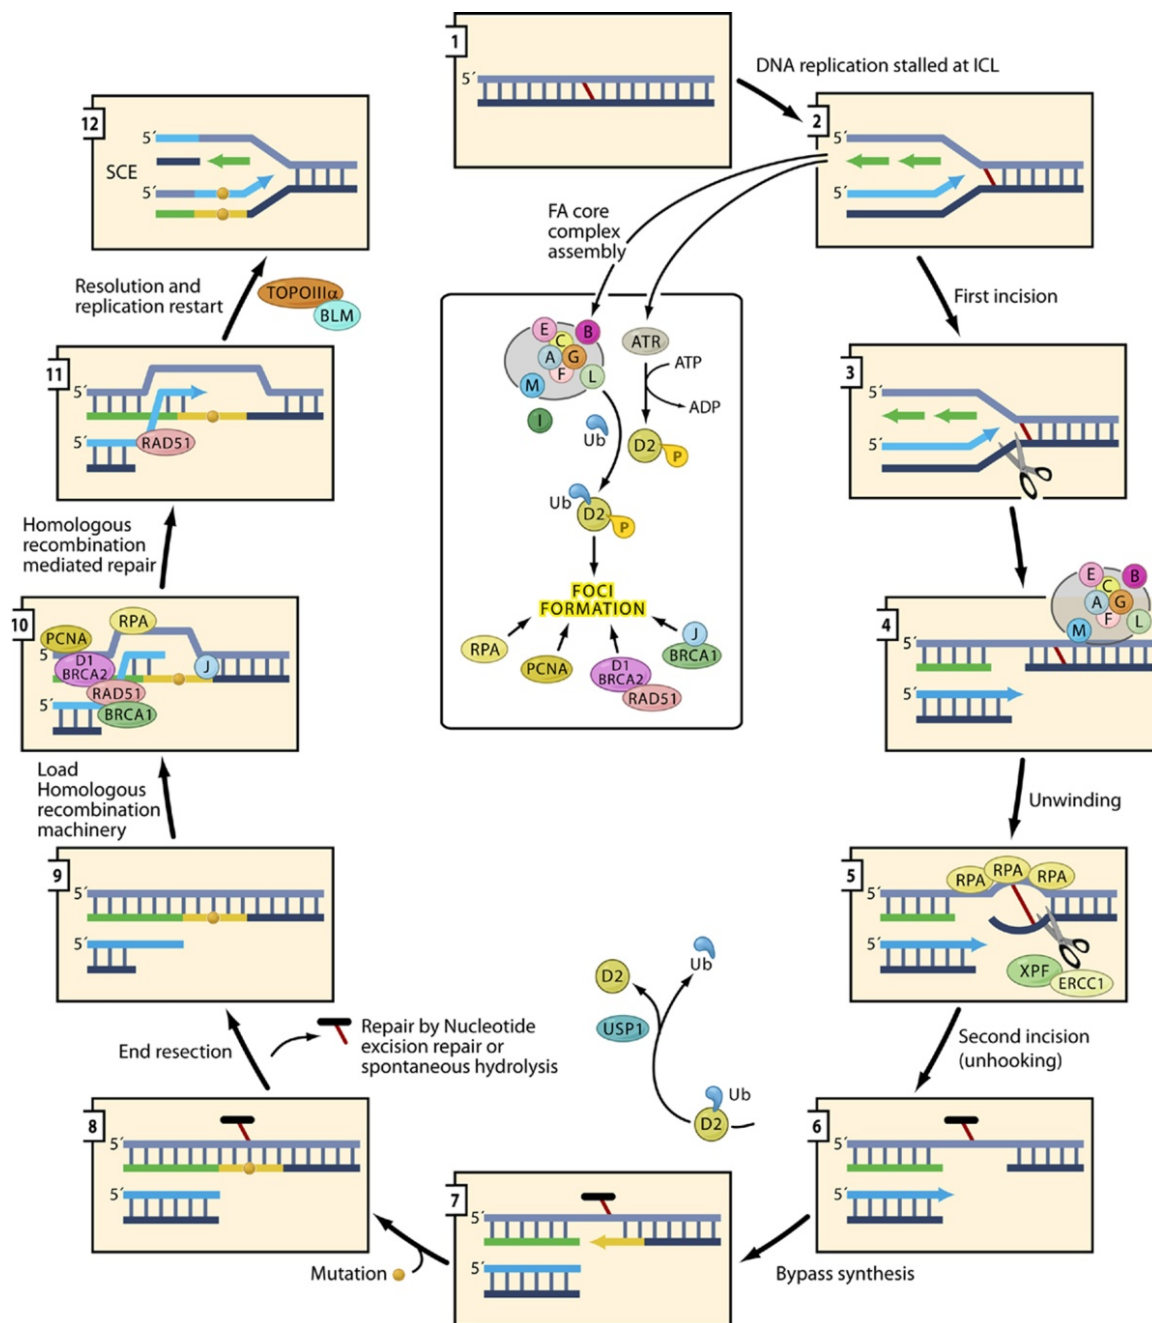 1
5´
DNA replication stalled at ICL
2
5´
FA core
complex
assembly
E
B
C
A
G
F
M
L
I
Ub
ATR
ATP
ADP
D2
P
Ub
D2
P
FOCI
FORMATION
RPA
PCNA
D1
BRCA2
RAD51
J
BRCA1
First incision
3
5´
4
5´
5´
E
B
C
A
G
F
M
L
Unwinding
5
5´
5´
RPA
RPA
RPA
XPF
ERCC1
Second incision
(unhooking)
6
5´
5´
Bypass synthesis
D2
Ub
USP1
Ub
D2
7
5´
5´
Mutation
8
5´
5´
End resection
Repair by Nucleotide
excision repair or
spontaneous hydrolysis
9
5´
5´
Load
Homologous
recombination
machinery
10
5´
5´
PCNA
RPA
D1
BRCA2
RAD51
BRCA1
J
Homologous
recombination
mediated repair
11
5´
5´
RAD51
Resolution and
replication restart
TOPOIIIα
BLM
12
5´
SCE
5´